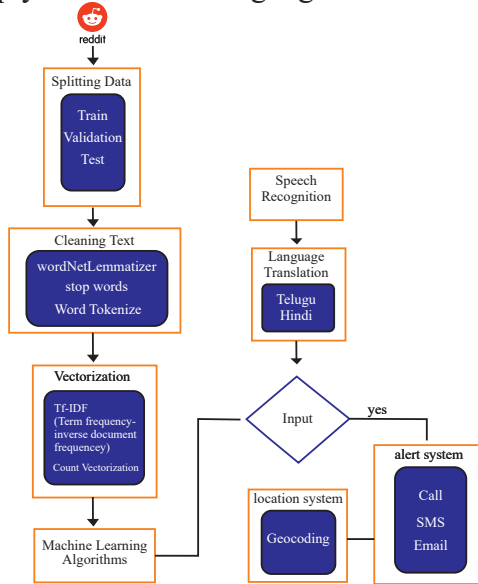 reddit
Splitting Data
Train
Validation
Test
Cleaning Text
wordNetLemmatizer
stop words
Word Tokenize
Vectorization
Tf-IDF
(Term frequency-
inverse document
frequencey)
Count Vectorization
Machine Learning
Algorithms
Speech
Recognition
Language
Translation
Telugu
Hindi
Input
yes
alert system
Call
SMS
Email
location system
Geocoding